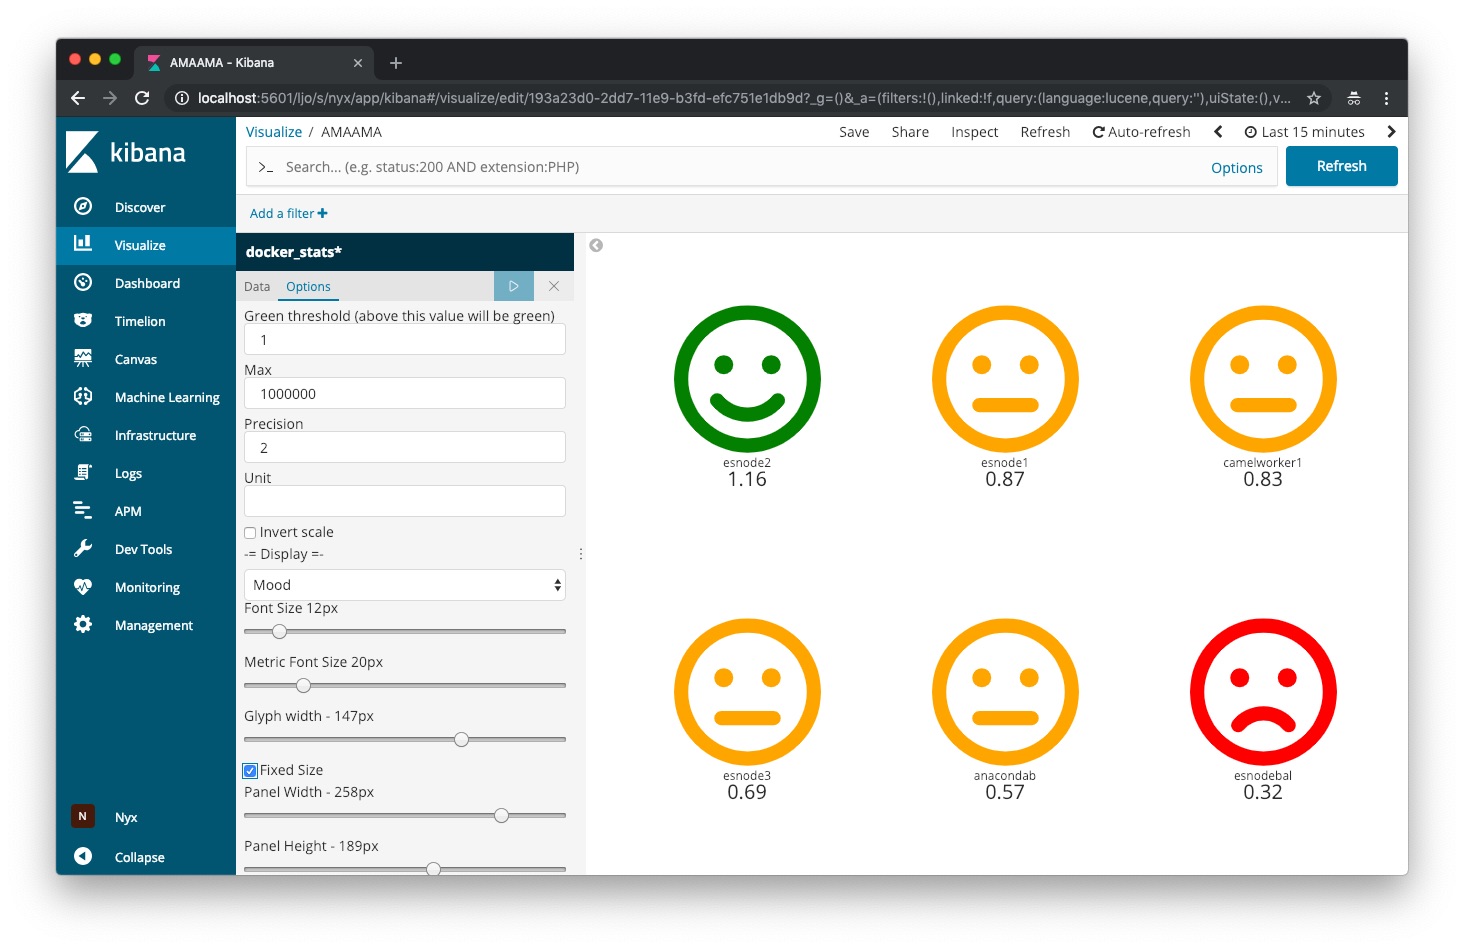 AMAAMA - Kibana
localhost:5601/ljo/s/nyx/app/kibana#/visualize/edit/193a23d0-2dd7-11e9-b3fd-efc751e1db9d?_g=()&_a=(filters:!(),linked:!f,query:(language:lucene,query:''),uiState:(),v...
kibana
Visualize / AMAAMA
Save Share Inspect Refresh Auto-refresh Last 15 minutes
>_ Search... (e.g. status:200 AND extension:PHP) Options Refresh
Add a filter +
Discover
Visualize
Dashboard
Timelion
Canvas
Machine Learning
Infrastructure
Logs
APM
Dev Tools
Monitoring
Management
N Nyx
Collapse
docker_stats*
Data Options
Green threshold (above this value will be green)
1
Max
1000000
Precision
2
Unit
Invert scale
-= Display =-
Mood
Font Size 12px
Metric Font Size 20px
Glyph width - 147px
Fixed Size
Panel Width - 258px
Panel Height - 189px
esnode2
1.16
esnode1
0.87
camelworker1
0.83
esnode3
0.69
anacondab
0.57
esnodebal
0.32